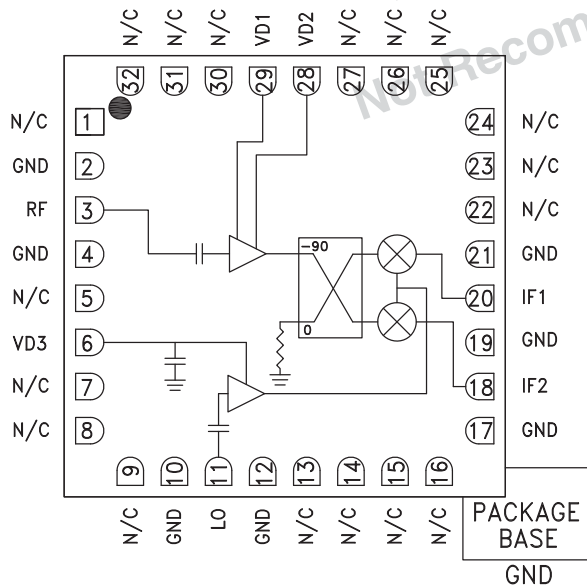 N/C N/C N/C VD1 VD2 N/C N/C N/C
32 31 30 29 28 27 26 25
Not Recom
N/C 1
GND 2
RF 3
GND 4
N/C 5
VD3 6
N/C 7
N/C 8
24 N/C
23 N/C
22 N/C
21 GND
20 IF1
19 GND
18 IF2
17 GND
-90
0
9 10 11 12 13 14 15 16
N/C GND LO GND N/C N/C N/C N/C
PACKAGE
BASE
GND